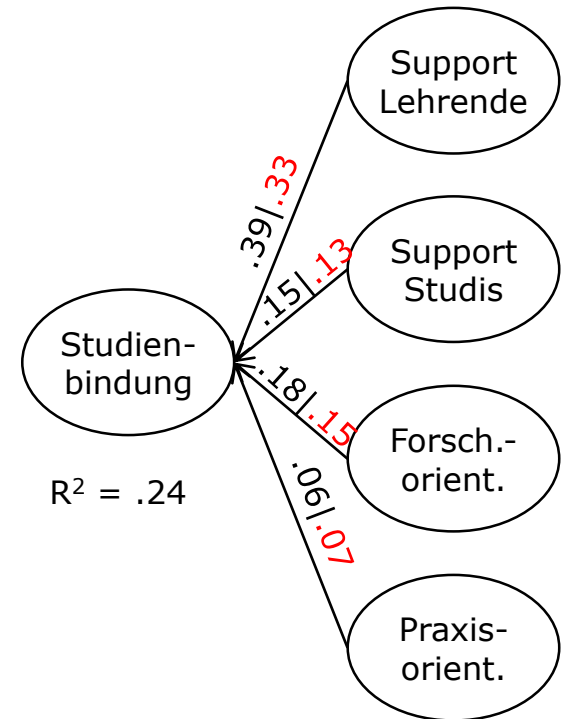 Support
Lehrende
.39|.33
Support
Studis
.15|.13
Studien-
bindung
.18|.15
Forsch.-
orient.
R² = .24
.06|.07
Praxis-
orient.